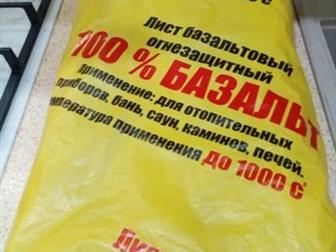 Лист базальтовый
огнезащитный
100 % БАЗАЛЬТ
Применение: для отопительных
приборов, бань, саун, каминов, печей.
температура применения до 1000 с°